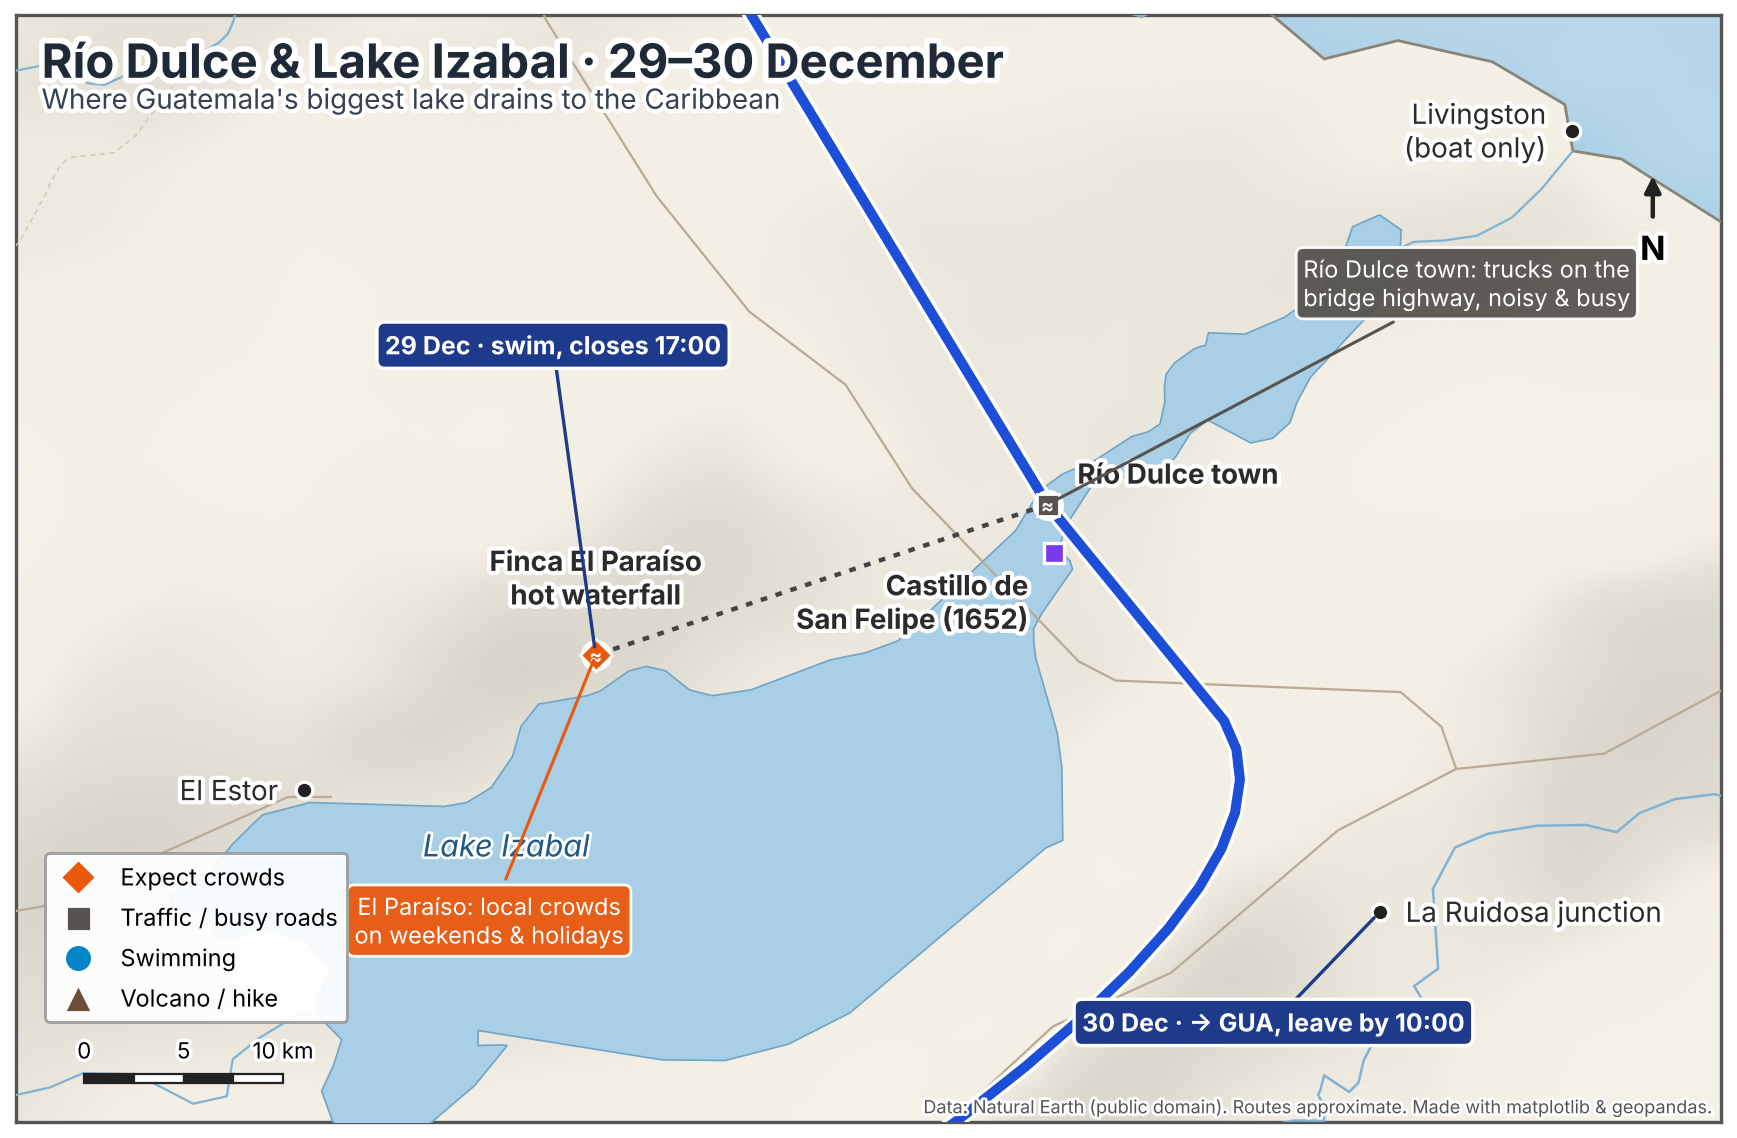 Río Dulce & Lake Izabal · 29–30 December
Where Guatemala's biggest lake drains to the Caribbean
Livingston
(boat only)
N
Río Dulce town: trucks on the
bridge highway, noisy & busy
29 Dec · swim, closes 17:00
Río Dulce town
Finca El Paraíso
hot waterfall
Castillo de
San Felipe (1652)
El Estor
Lake Izabal
El Paraíso: local crowds
on weekends & holidays
Expect crowds
Traffic / busy roads
Swimming
Volcano / hike
La Ruidosa junction
30 Dec · → GUA, leave by 10:00
0 5 10 km
Data: Natural Earth (public domain). Routes approximate. Made with matplotlib & geopandas.